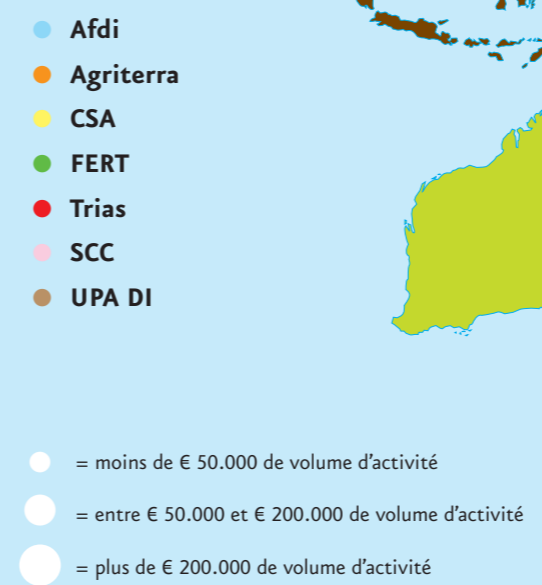 Afdi
Agriterra
CSA
FERT
Trias
SCC
UPA DI
= moins de € 50.000 de volume d'activité
= entre € 50.000 et € 200.000 de volume d'activité
= plus de € 200.000 de volume d'activité